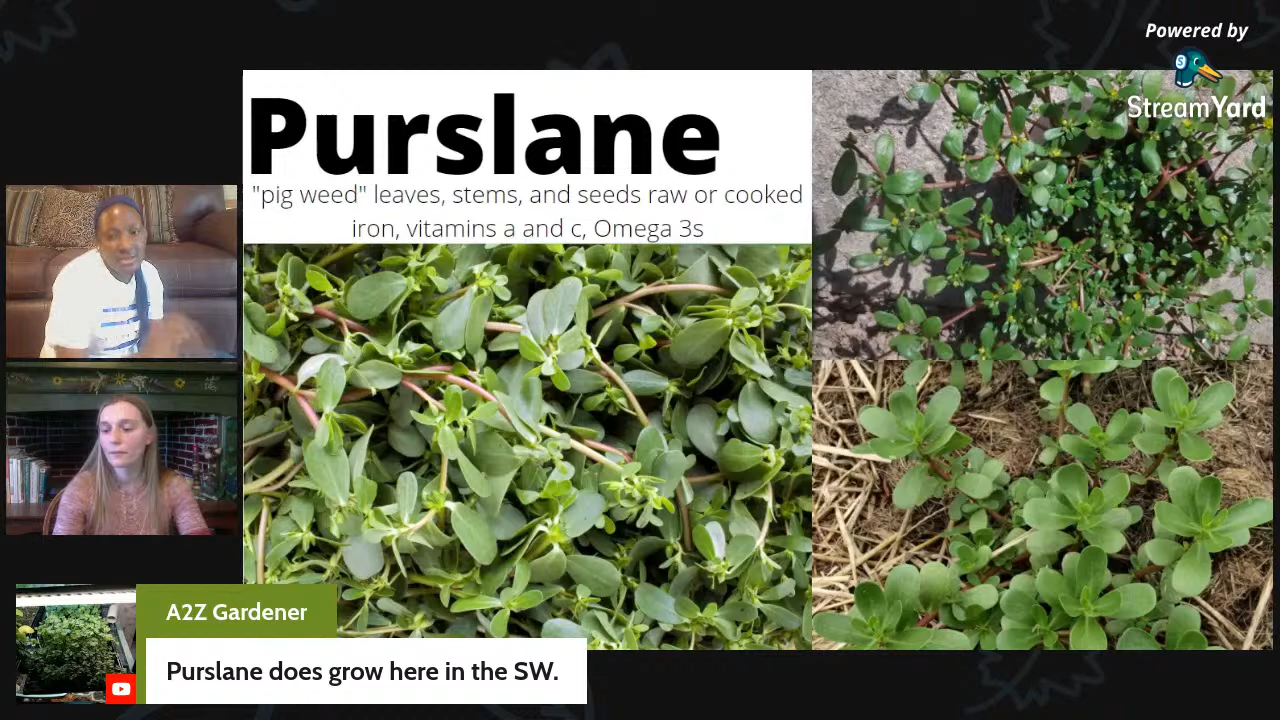 Powered by
StreamYard
Purslane
"pig weed" leaves, stems, and seeds raw or cooked
iron, vitamins a and c, Omega 3s
A2Z Gardener
Purslane does grow here in the SW.